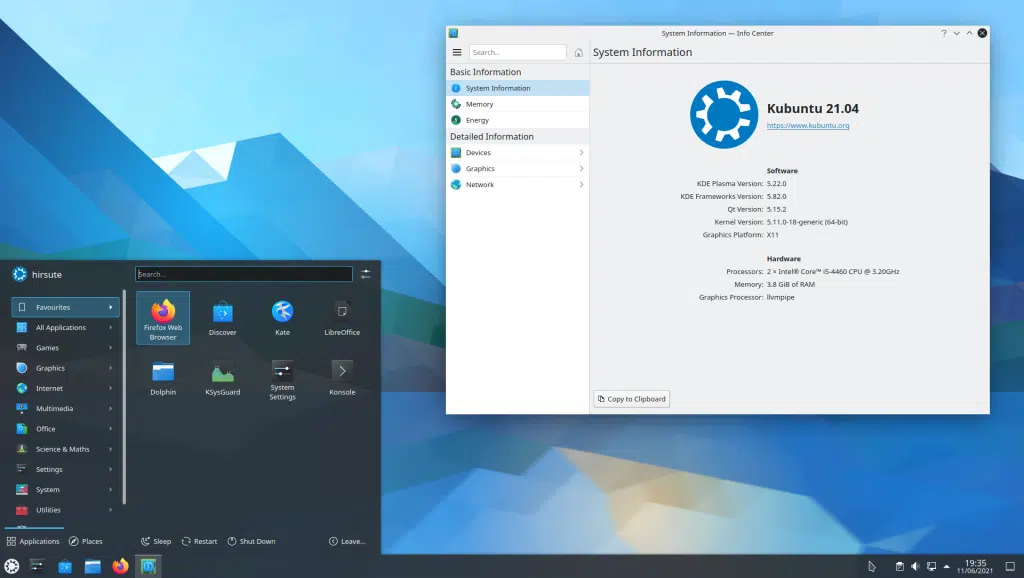 System Information — Info Center
Search...
System Information
Basic Information
System Information
Memory
Energy
Detailed Information
Devices
Graphics
Network
Kubuntu 21.04
https://www.kubuntu.org
Software
KDE Plasma Version: 5.22.0
KDE Frameworks Version: 5.82.0
Qt Version: 5.15.2
Kernel Version: 5.11.0-18-generic (64-bit)
Graphics Platform: X11
Hardware
Processors: 2 × Intel® Core™ i5-4460 CPU @ 3.20GHz
Memory: 3.8 GiB of RAM
Graphics Processor: llvmpipe
Copy to Clipboard
hirsute
Search...
Favourites
All Applications
Games
Graphics
Internet
Multimedia
Office
Science & Maths
Settings
System
Utilities
Firefox Web
Browser
Discover
Kate
LibreOffice
Dolphin
KSysGuard
System
Settings
Konsole
Applications
Places
Sleep
Restart
Shut Down
Leave...
19:35
11/06/2021